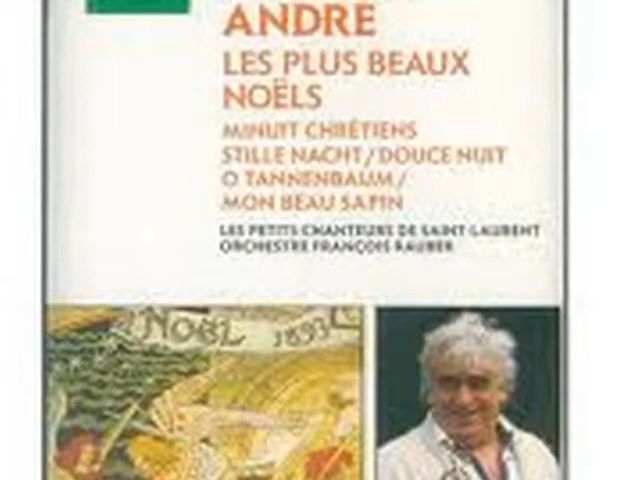 ANDRE
LES PLUS BEAUX
NOËLS
MINUIT CHRÉTIENS
STILLE NACHT / DOUCE NUIT
O TANNENBAUM /
MON BEAU SAPIN
LES PETITS CHANTEURS DE SAINT-LAURENT
ORCHESTRE FRANÇOIS RAUBER
NOËL 1893